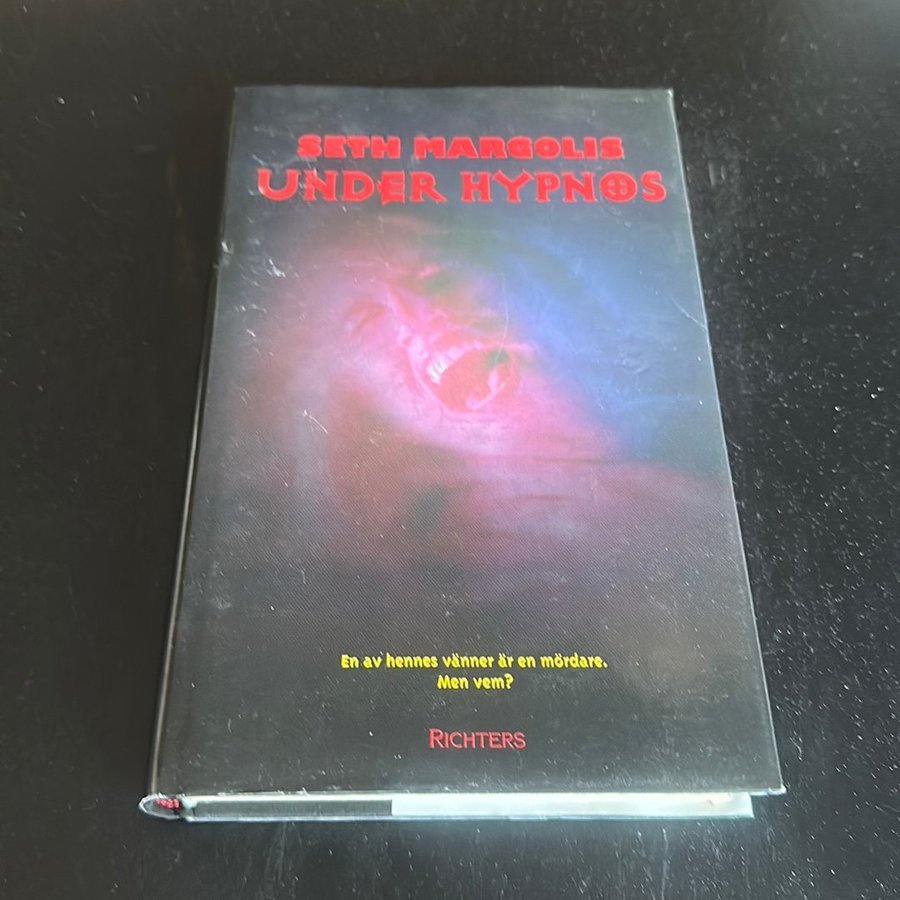 SETH MARGOLIS
UNDER HYPNOS
En av hennes vänner är en mördare.
Men vem?
RICHTERS